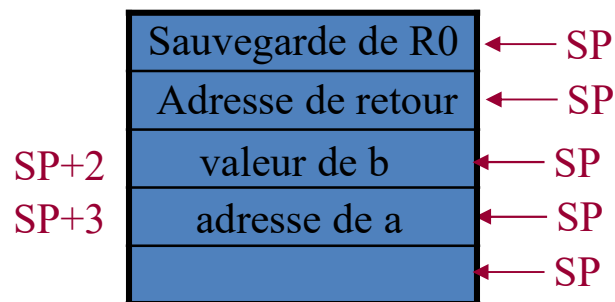 Sauvegarde de R0 SP
Adresse de retour SP
SP+2 valeur de b SP
SP+3 adresse de a SP
SP